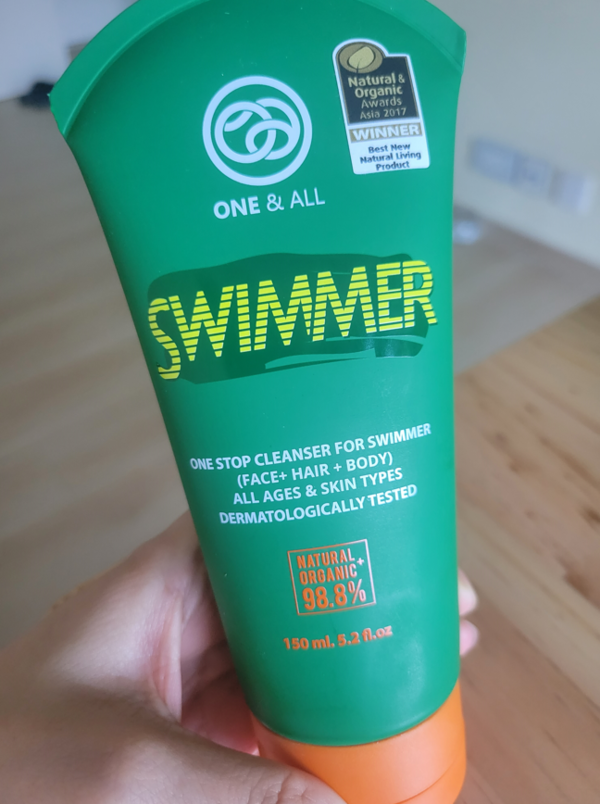 ONE & ALL
Natural &
Organic
Awards
Asia 2017
WINNER
Best New
Natural Living
Product
SWIMMER
ONE STOP CLEANSER FOR SWIMMER
(FACE+ HAIR + BODY)
ALL AGES & SKIN TYPES
DERMATOLOGICALLY TESTED
NATURAL+
ORGANIC
98.8%
150 ml. 5.2 fl.oz